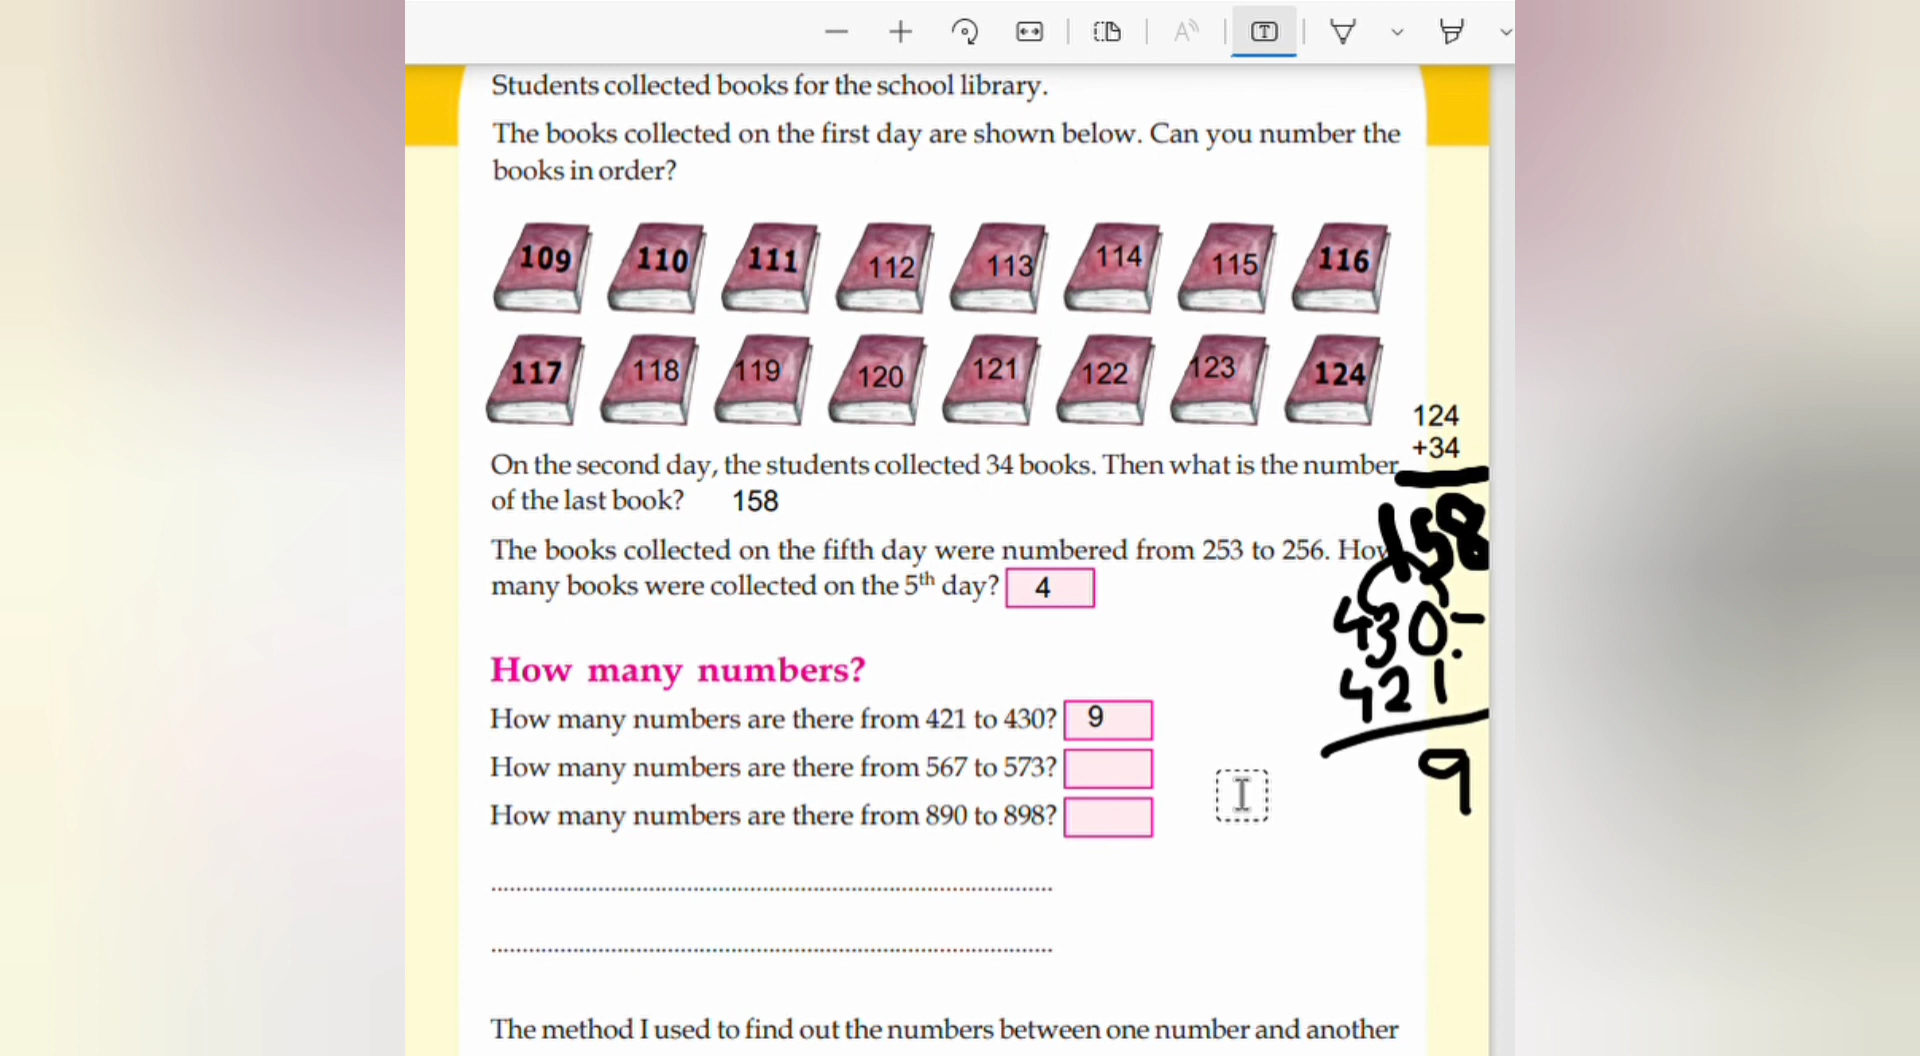 Students collected books for the school library.
The books collected on the first day are shown below. Can you number the
books in order?
109 110 111 112 113 114 115 116
117 118 119 120 121 122 123 124
124
+34
158
On the second day, the students collected 34 books. Then what is the number
of the last book? 158
The books collected on the fifth day were numbered from 253 to 256. How
many books were collected on the 5th day? 4
430-
421
9
How many numbers?
How many numbers are there from 421 to 430? 9
How many numbers are there from 567 to 573?
How many numbers are there from 890 to 898?
The method I used to find out the numbers between one number and another